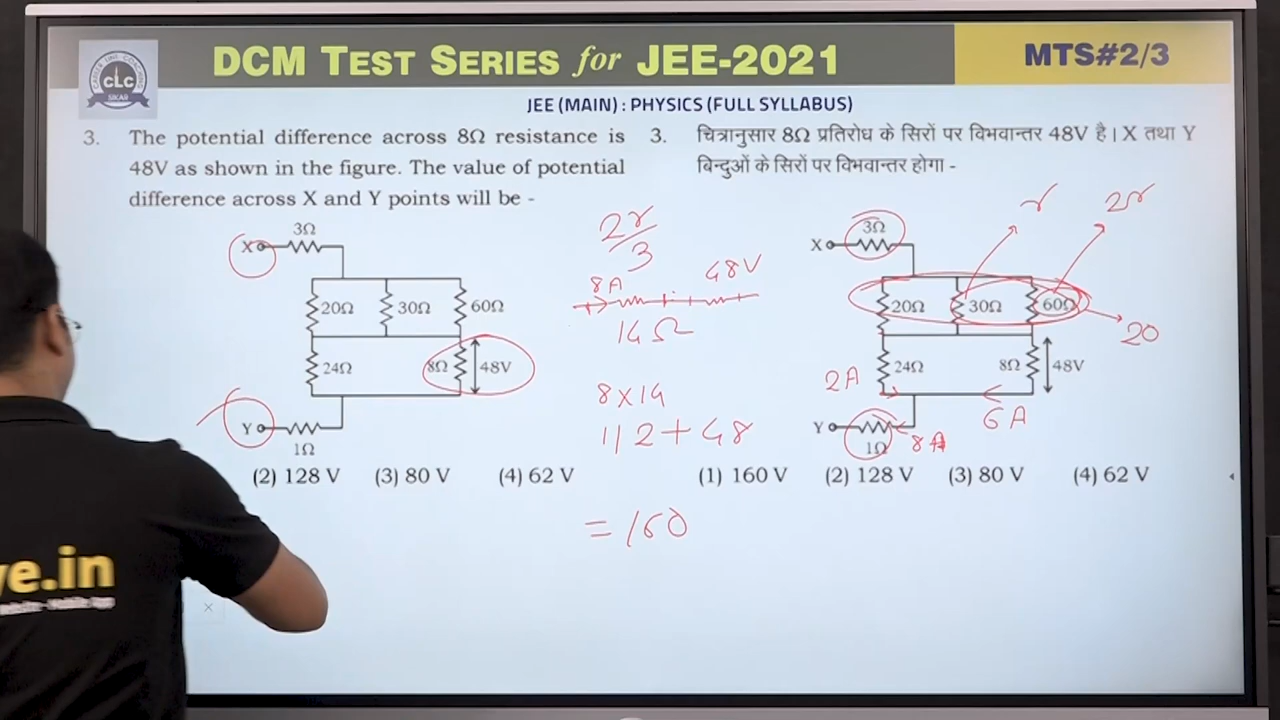 CLC
SIKAR
DCM TEST SERIES for JEE-2021
MTS#2/3
JEE (MAIN) : PHYSICS (FULL SYLLABUS)
3. The potential difference across 8Ω resistance is
48V as shown in the figure. The value of potential
difference across X and Y points will be -
3Ω
X
20Ω 30Ω 60Ω
24Ω 8Ω 48V
Y
1Ω
(2) 128 V (3) 80 V (4) 62 V
2r/3
8A 48V
14Ω
8×14
112+48
=160
3. चित्रानुसार 8Ω प्रतिरोध के सिरों पर विभवान्तर 48V है। X तथा Y
बिन्दुओं के सिरों पर विभवान्तर होगा -
r 2r
3Ω
X
20Ω 30Ω 60Ω
20
24Ω 8Ω 48V
2A
6A
Y
1Ω 8A
(1) 160 V (2) 128 V (3) 80 V (4) 62 V
ye.in